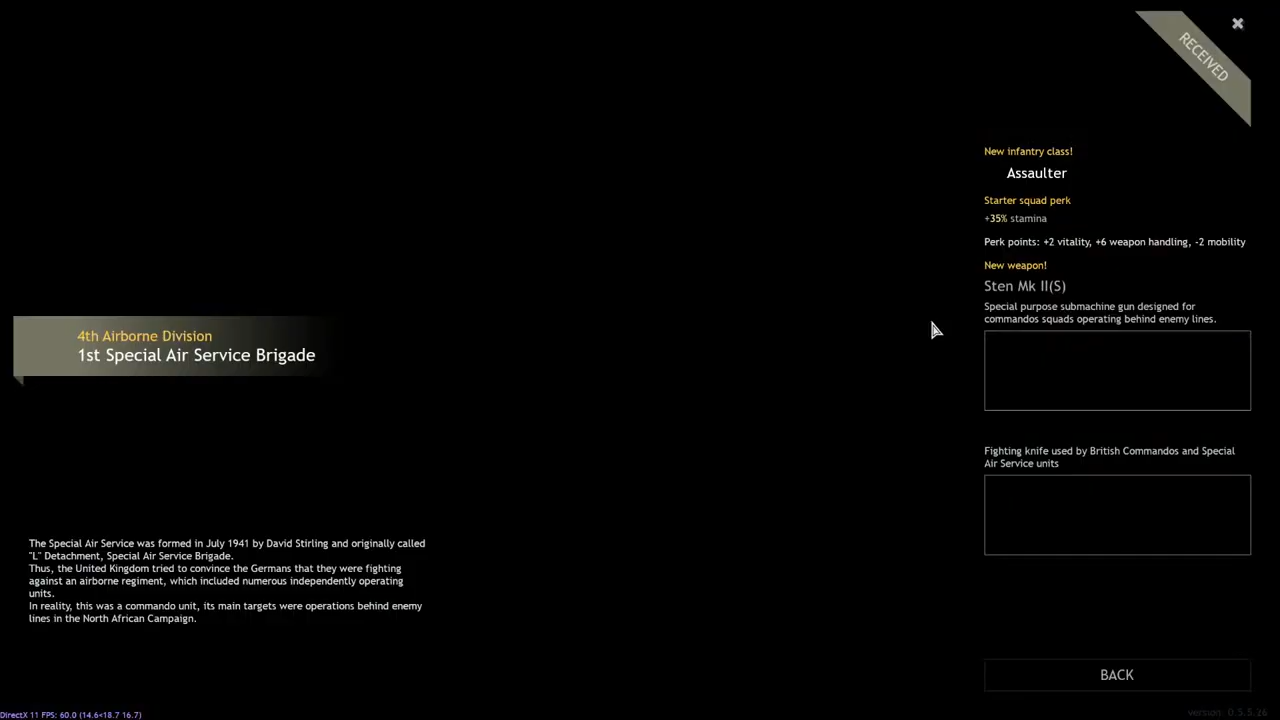 RECEIVED
New infantry class!
Assaulter
Starter squad perk
+35% stamina
Perk points: +2 vitality, +6 weapon handling, -2 mobility
New weapon!
Sten Mk II(S)
Special purpose submachine gun designed for
commandos squads operating behind enemy lines.
4th Airborne Division
1st Special Air Service Brigade
Fighting knife used by British Commandos and Special
Air Service units
The Special Air Service was formed in July 1941 by David Stirling and originally called
"L" Detachment, Special Air Service Brigade.
Thus, the United Kingdom tried to convince the Germans that they were fighting
against an airborne regiment, which included numerous independently operating
units.
In reality, this was a commando unit, its main targets were operations behind enemy
lines in the North African Campaign.
BACK
version 0.5.5.26
DirectX 11 FPS: 60.0 (14.6<18.7 16.7)